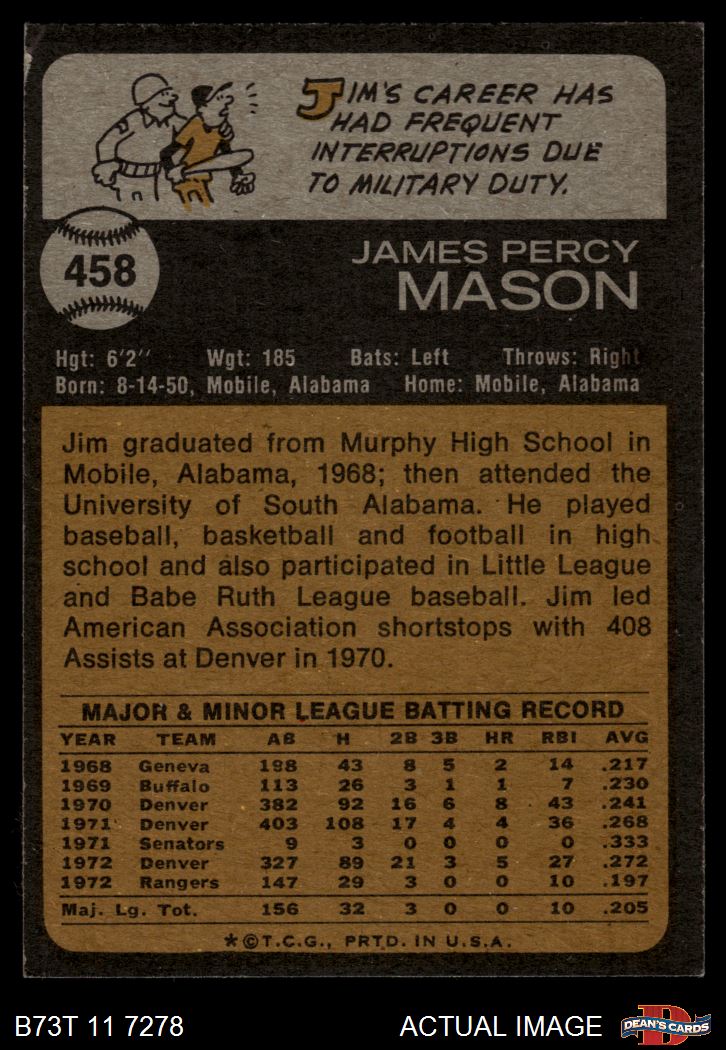 JIM'S CAREER HAS
HAD FREQUENT
INTERRUPTIONS DUE
TO MILITARY DUTY.
458
JAMES PERCY
MASON
Hgt: 6'2" Wgt: 185 Bats: Left Throws: Right
Born: 8-14-50, Mobile, Alabama Home: Mobile, Alabama
Jim graduated from Murphy High School in
Mobile, Alabama, 1968; then attended the
University of South Alabama. He played
baseball, basketball and football in high
school and also participated in Little League
and Babe Ruth League baseball. Jim led
American Association shortstops with 408
Assists at Denver in 1970.
MAJOR & MINOR LEAGUE BATTING RECORD
YEAR TEAM AB H 2B 3B HR RBI AVG
1968 Geneva 198 43 8 5 2 14 .217
1969 Buffalo 113 26 3 1 1 7 .230
1970 Denver 382 92 16 6 8 43 .241
1971 Denver 403 108 17 4 4 36 .268
1971 Senators 9 3 0 0 0 0 .333
1972 Denver 327 89 21 3 5 27 .272
1972 Rangers 147 29 3 0 0 10 .197
Maj. Lg. Tot. 156 32 3 0 0 10 .205
*©T.C.G., PRTD. IN U.S.A.
B73T 11 7278 ACTUAL IMAGE D DEAN'S CARDS